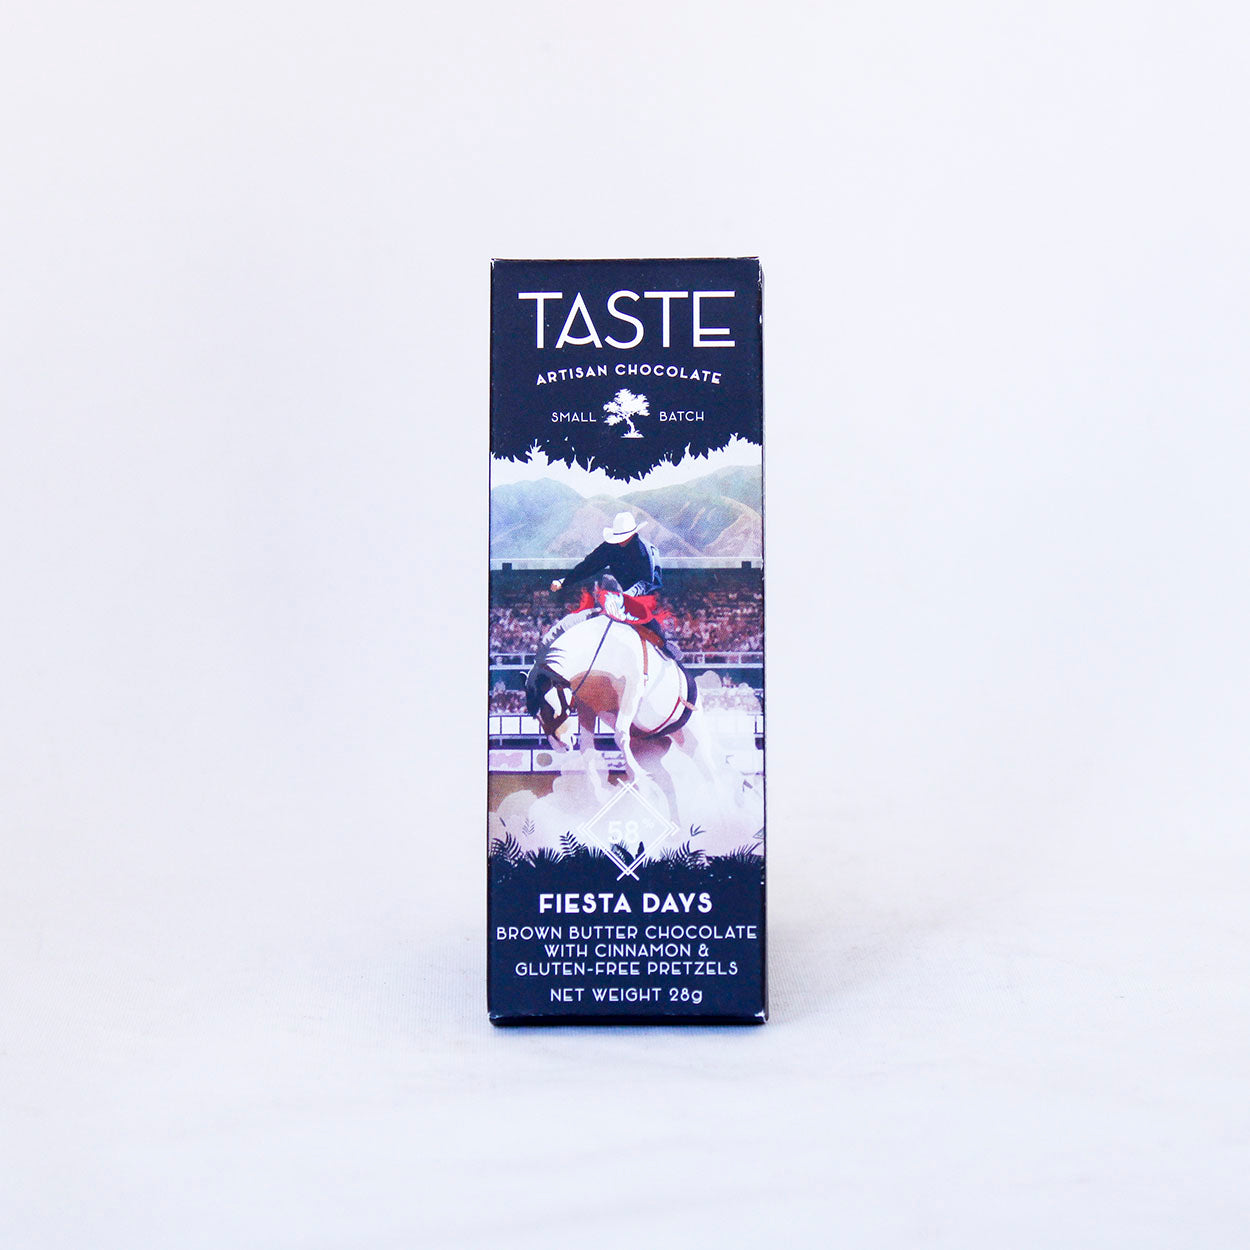 TASTE
ARTISAN CHOCOLATE
SMALL BATCH
58%
FIESTA DAYS
BROWN BUTTER CHOCOLATE
WITH CINNAMON &
GLUTEN-FREE PRETZELS
NET WEIGHT 28g